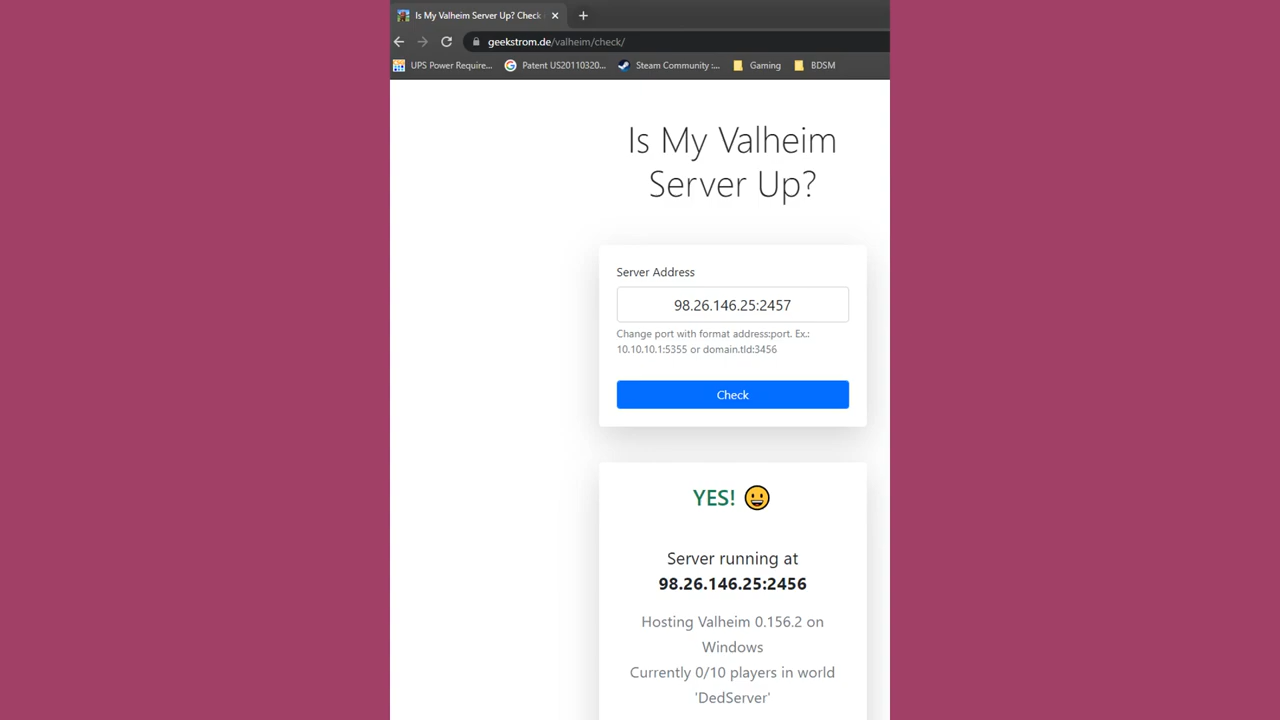 Is My Valheim Server Up? Check
geekstrom.de/valheim/check/
UPS Power Require... Patent US20110320... Steam Community :... Gaming BDSM
Is My Valheim
Server Up?
Server Address
98.26.146.25:2457
Change port with format address:port. Ex.:
10.10.10.1:5355 or domain.tld:3456
Check
YES! 😀
Server running at
98.26.146.25:2456
Hosting Valheim 0.156.2 on
Windows
Currently 0/10 players in world
'DedServer'